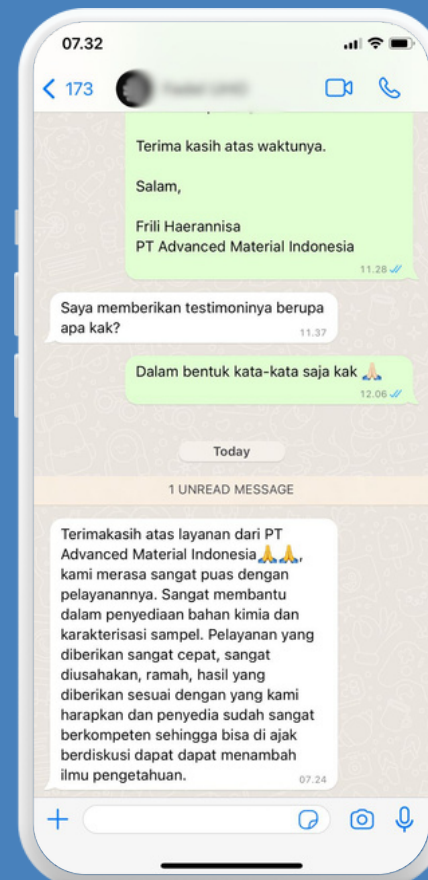 07.32
173
Terima kasih atas waktunya.
Salam,
Frili Haerannisa
PT Advanced Material Indonesia
11.28
Saya memberikan testimoninya berupa
apa kak?
11.37
Dalam bentuk kata-kata saja kak 🙏🏻
12.06
Today
1 UNREAD MESSAGE
Terimakasih atas layanan dari PT
Advanced Material Indonesia🙏🙏,
kami merasa sangat puas dengan
pelayanannya. Sangat membantu
dalam penyediaan bahan kimia dan
karakterisasi sampel. Pelayanan yang
diberikan sangat cepat, sangat
diusahakan, ramah, hasil yang
diberikan sesuai dengan yang kami
harapkan dan penyedia sudah sangat
berkompeten sehingga bisa di ajak
berdiskusi dapat dapat menambah
ilmu pengetahuan.
07.24